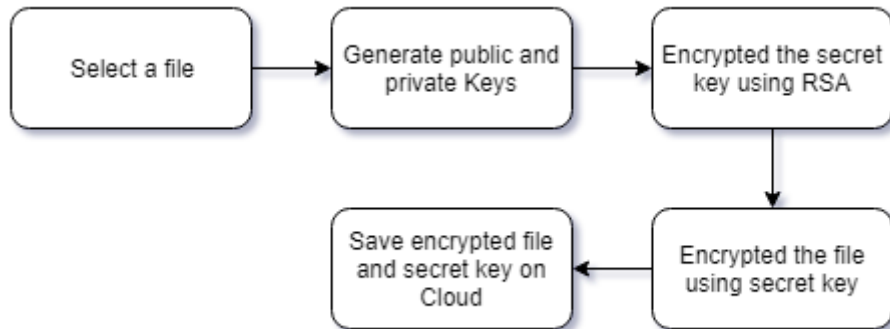 Select a file
Generate public and
private Keys
Encrypted the secret
key using RSA
Encrypted the file
using secret key
Save encrypted file
and secret key on
Cloud